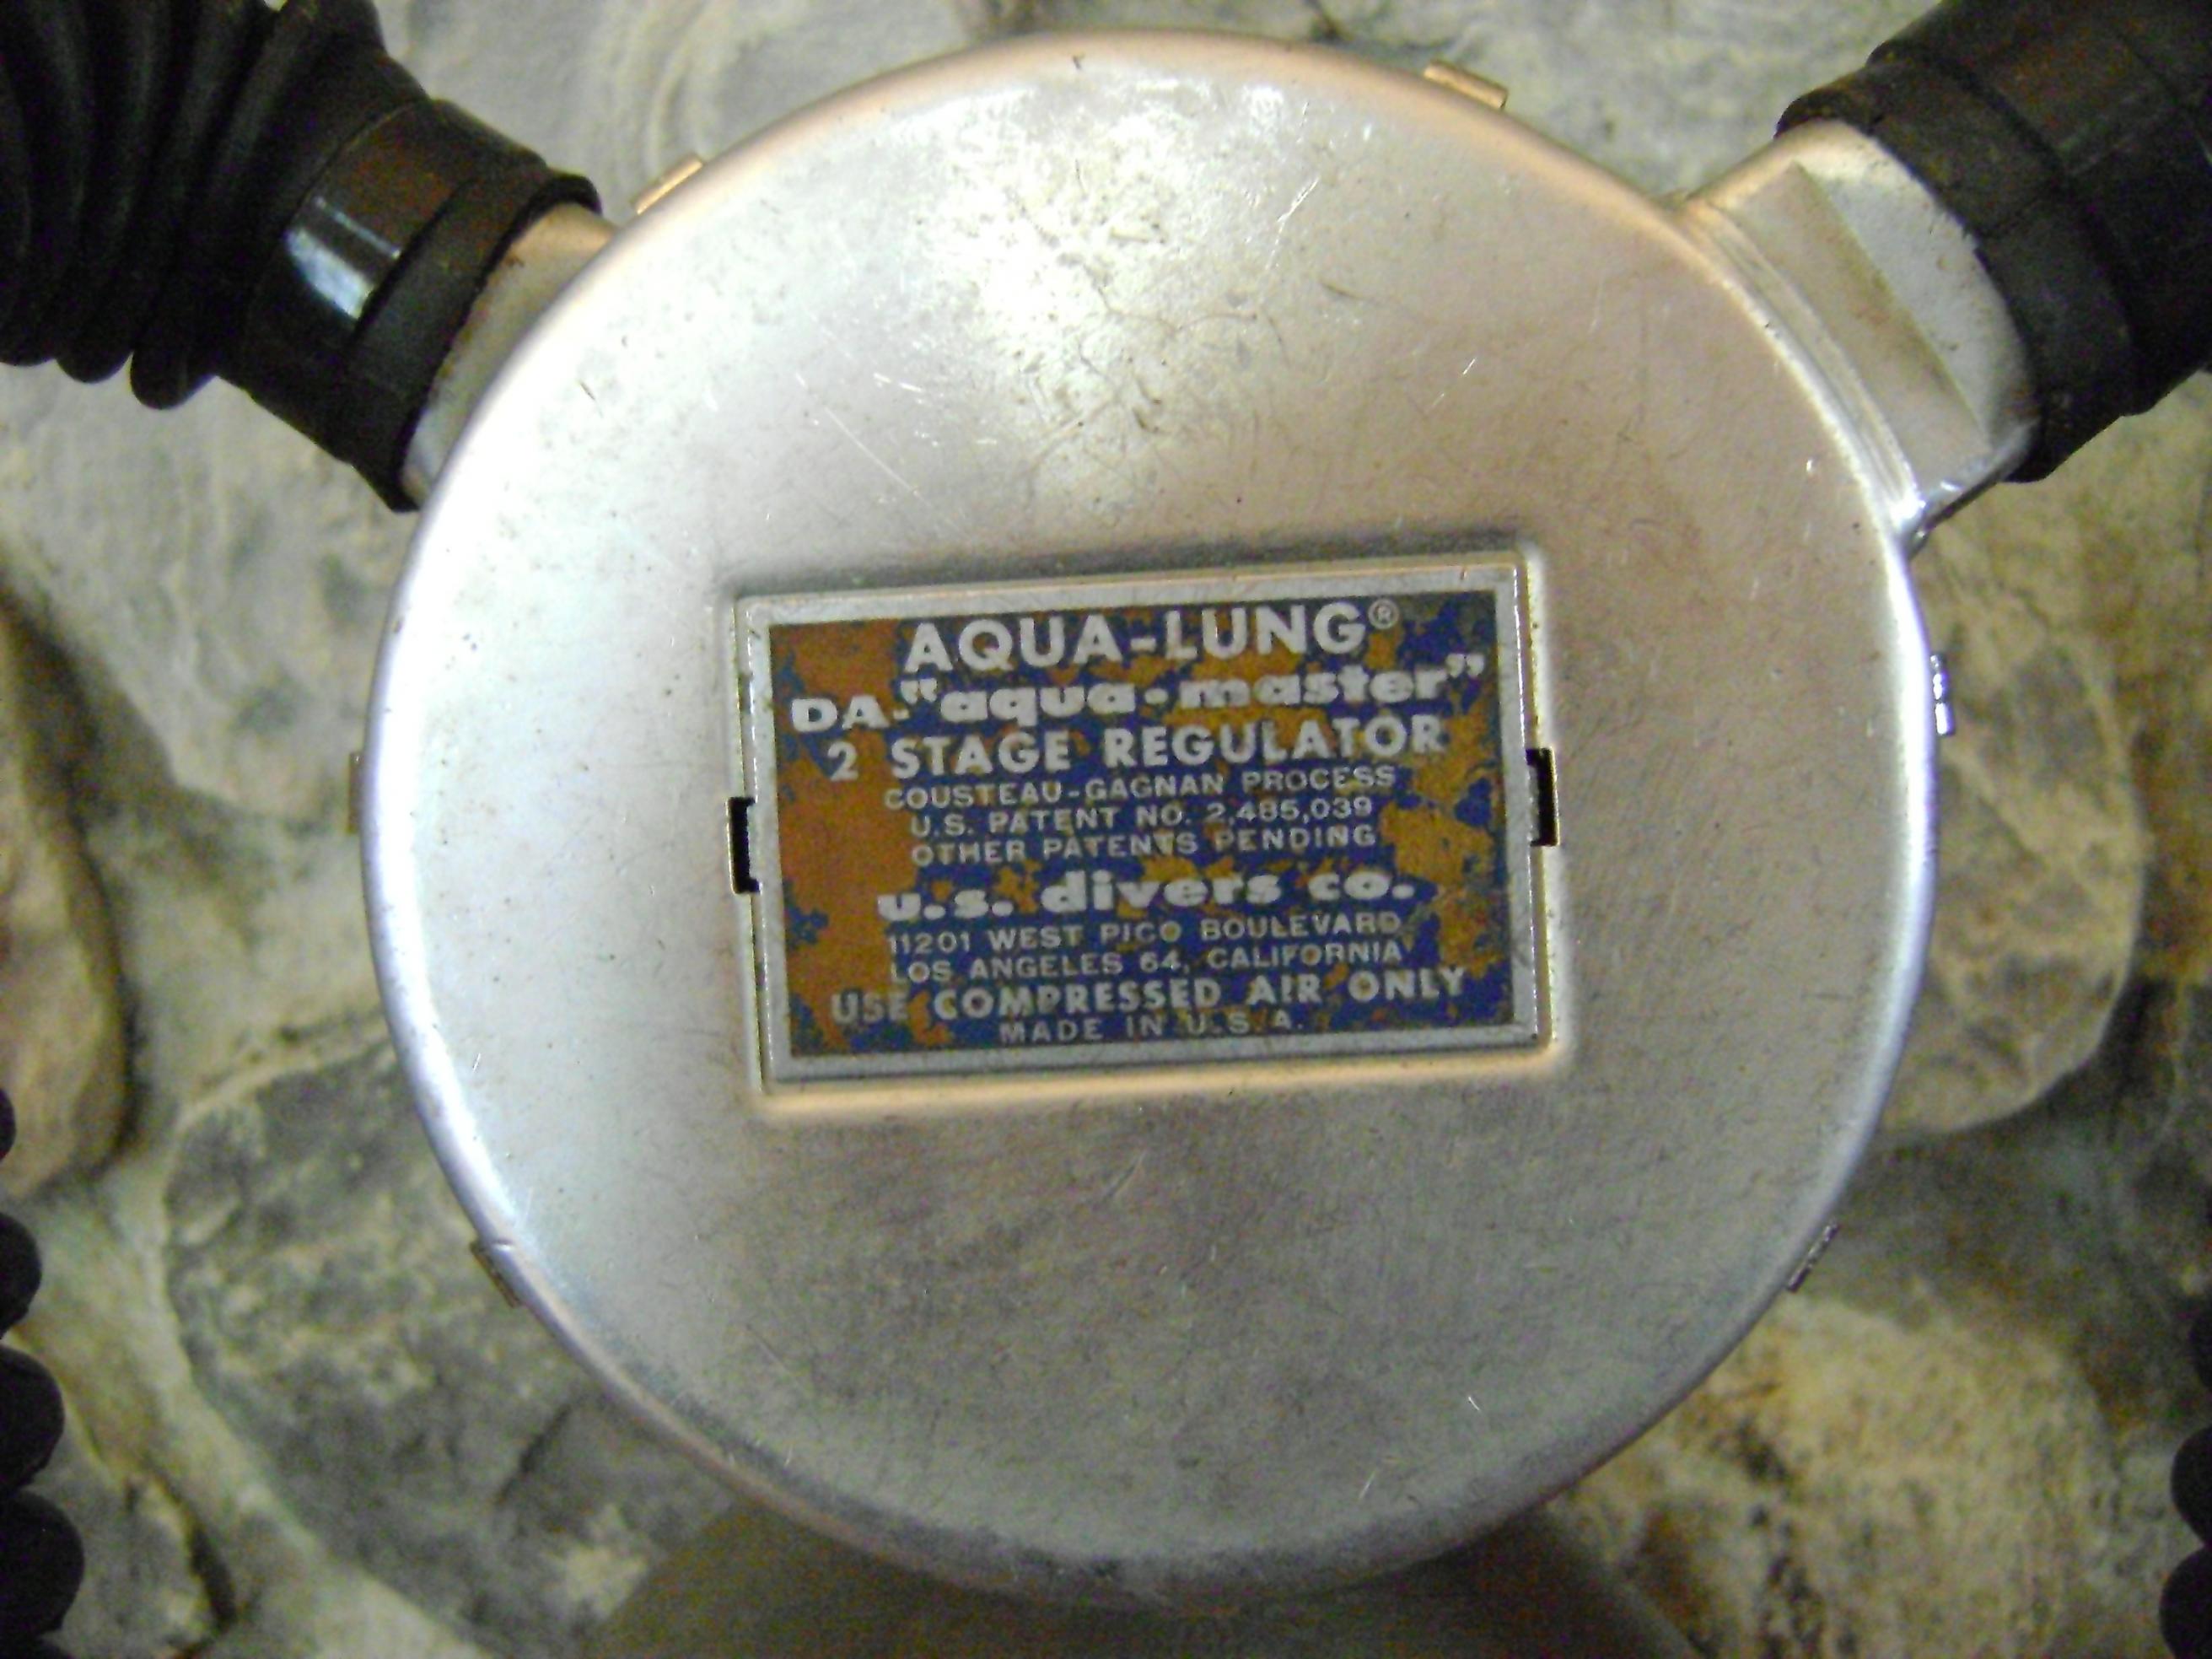 AQUA-LUNG®
DA-"aqua-master"
2 STAGE REGULATOR
COUSTEAU-GAGNAN PROCESS
U.S. PATENT NO. 2,485,039
OTHER PATENTS PENDING
u.s. divers co.
11201 WEST PICO BOULEVARD
LOS ANGELES 64, CALIFORNIA
USE COMPRESSED AIR ONLY
MADE IN U.S.A.